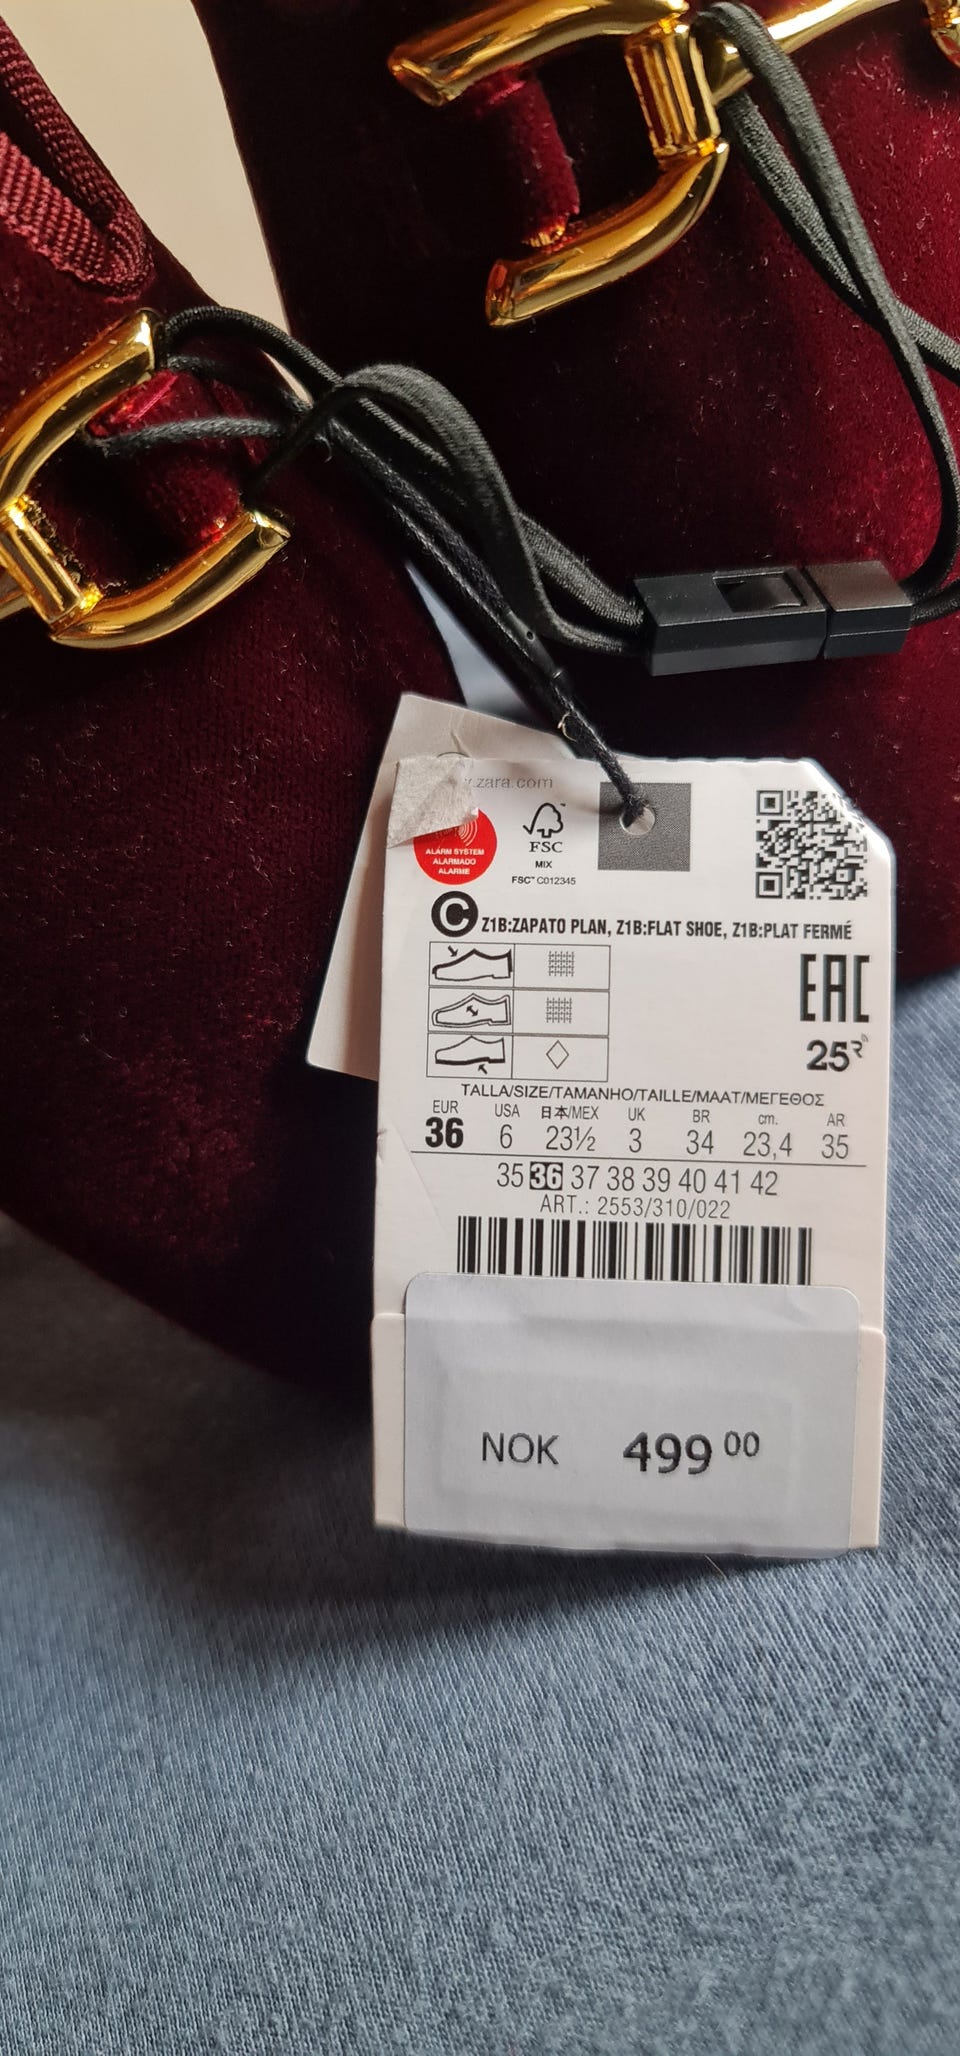 .zara.com
ALARM SYSTEM
ALARMADO
ALARME
FSC™
MIX
FSC™ C012345
C Z1B:ZAPATO PLAN, Z1B:FLAT SHOE, Z1B:PLAT FERMÉ
EAC
25
TALLA/SIZE/TAMANHO/TAILLE/MAAT/ΜΕΓΕΘΟΣ
EUR USA 日本/MEX UK BR cm. AR
36 6 23½ 3 34 23,4 35
35 36 37 38 39 40 41 42
ART.: 2553/310/022
NOK 499 00